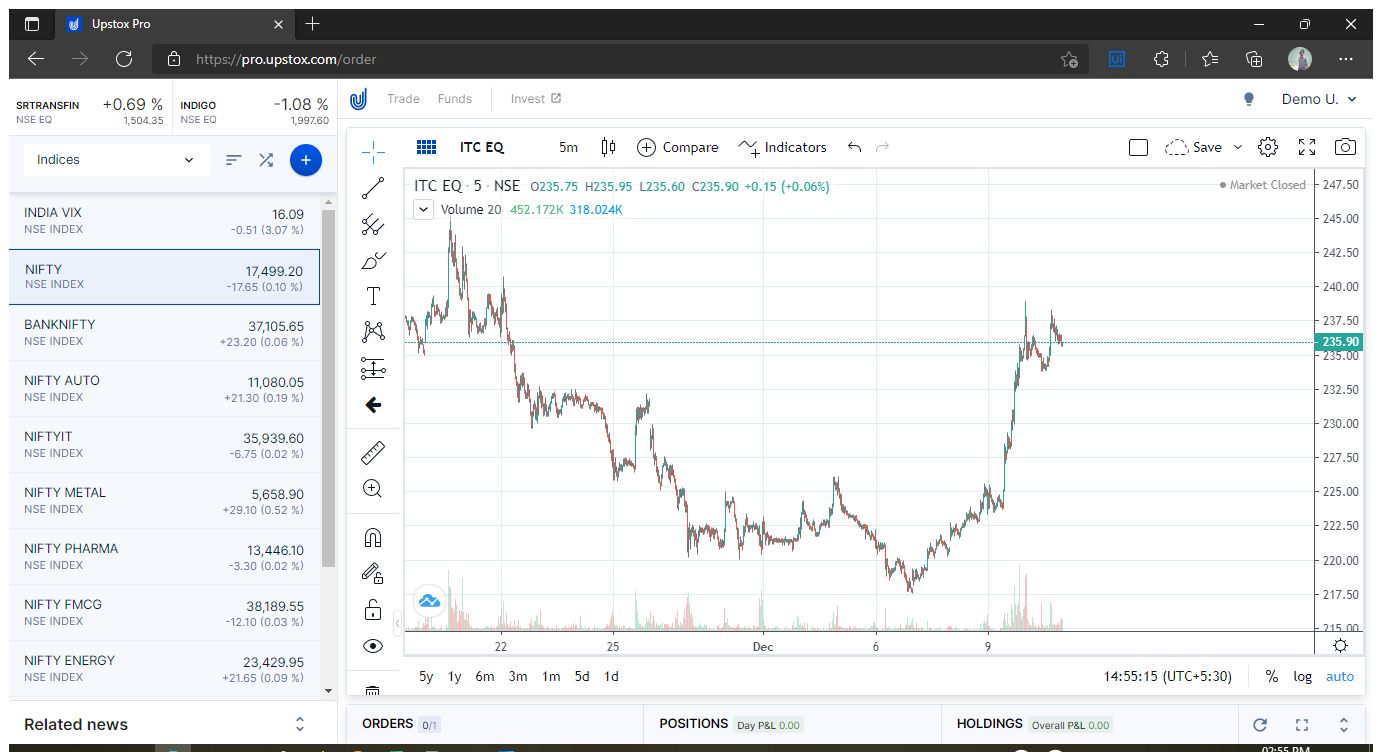 Upstox Pro
https://pro.upstox.com/order
SRTRANSFIN +0.69 %
NSE EQ 1,504.35
INDIGO -1.08 %
NSE EQ 1,997.60
Trade Funds Invest
Demo U.
Indices
INDIA VIX 16.09
NSE INDEX -0.51 (3.07 %)
NIFTY 17,499.20
NSE INDEX -17.65 (0.10 %)
BANKNIFTY 37,105.65
NSE INDEX +23.20 (0.06 %)
NIFTY AUTO 11,080.05
NSE INDEX +21.30 (0.19 %)
NIFTYIT 35,939.60
NSE INDEX -6.75 (0.02 %)
NIFTY METAL 5,658.90
NSE INDEX +29.10 (0.52 %)
NIFTY PHARMA 13,446.10
NSE INDEX -3.30 (0.02 %)
NIFTY FMCG 38,189.55
NSE INDEX -12.10 (0.03 %)
NIFTY ENERGY 23,429.95
NSE INDEX +21.65 (0.09 %)
Related news
ITC EQ 5m Compare Indicators Save
ITC EQ · 5 · NSE O235.75 H235.95 L235.60 C235.90 +0.15 (+0.06%)
Market Closed
Volume 20 452.172K 318.024K
247.50
245.00
242.50
240.00
237.50
235.90
235.00
232.50
230.00
227.50
225.00
222.50
220.00
217.50
215.00
22 25 Dec 6 9
5y 1y 6m 3m 1m 5d 1d
14:55:15 (UTC+5:30) % log auto
ORDERS 0/1
POSITIONS Day P&L 0.00
HOLDINGS Overall P&L 0.00
02:55 PM